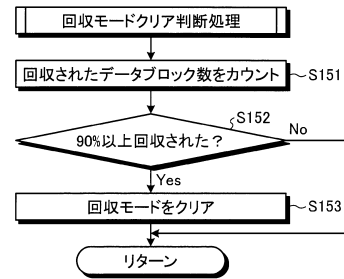 回収モードクリア判断処理
回収されたデータブロック数をカウント
S151
S152
90%以上回収された？
No
Yes
回収モードをクリア
S153
リターン